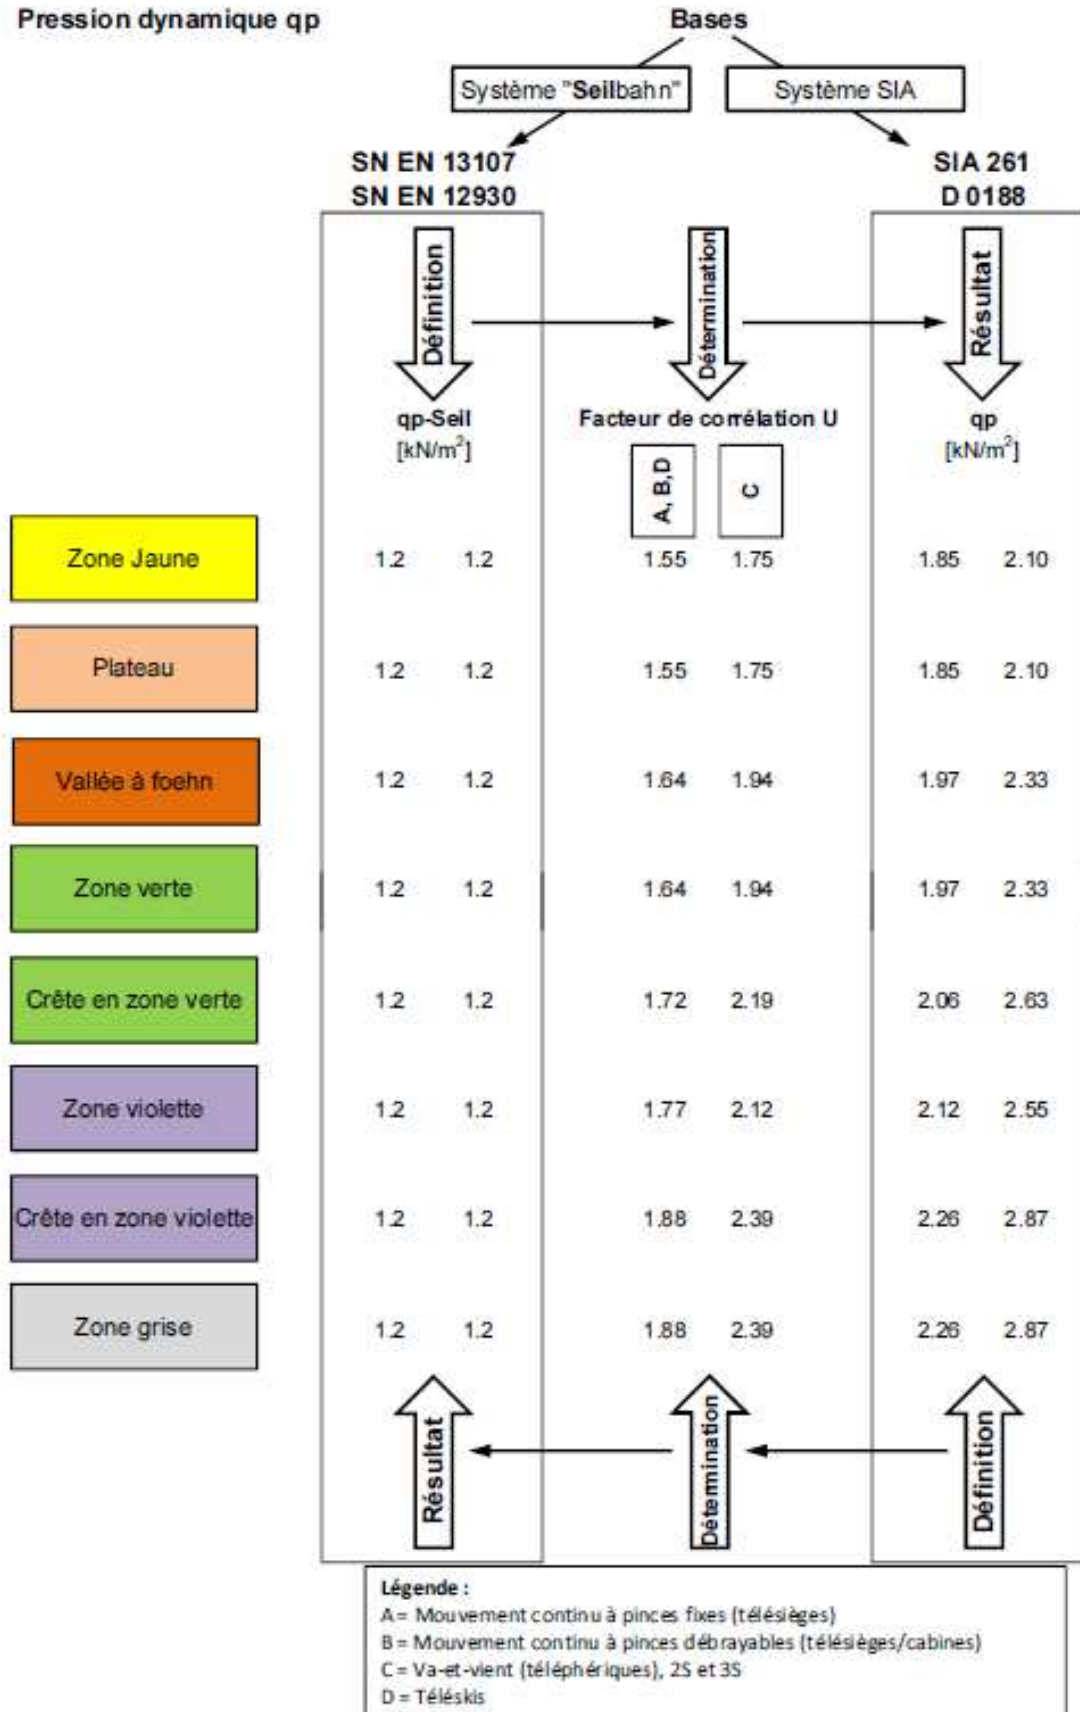 Pression dynamique qp
Bases
Système "Seilbahn"
Système SIA
SN EN 13107
SN EN 12930
SIA 261
D 0188
Définition
Détermination
Résultat
qp-Seil
[kN/m²]
Facteur de corrélation U
qp
[kN/m²]
A, B,D
C
Zone Jaune 1.2 1.2 1.55 1.75 1.85 2.10
Plateau 1.2 1.2 1.55 1.75 1.85 2.10
Vallée à foehn 1.2 1.2 1.64 1.94 1.97 2.33
Zone verte 1.2 1.2 1.64 1.94 1.97 2.33
Crête en zone verte 1.2 1.2 1.72 2.19 2.06 2.63
Zone violette 1.2 1.2 1.77 2.12 2.12 2.55
Crête en zone violette 1.2 1.2 1.88 2.39 2.26 2.87
Zone grise 1.2 1.2 1.88 2.39 2.26 2.87
Résultat
Détermination
Définition
Légende :
A = Mouvement continu à pinces fixes (télésièges)
B = Mouvement continu à pinces débrayables (télésièges/cabines)
C = Va-et-vient (téléphériques), 2S et 3S
D = Téléskis